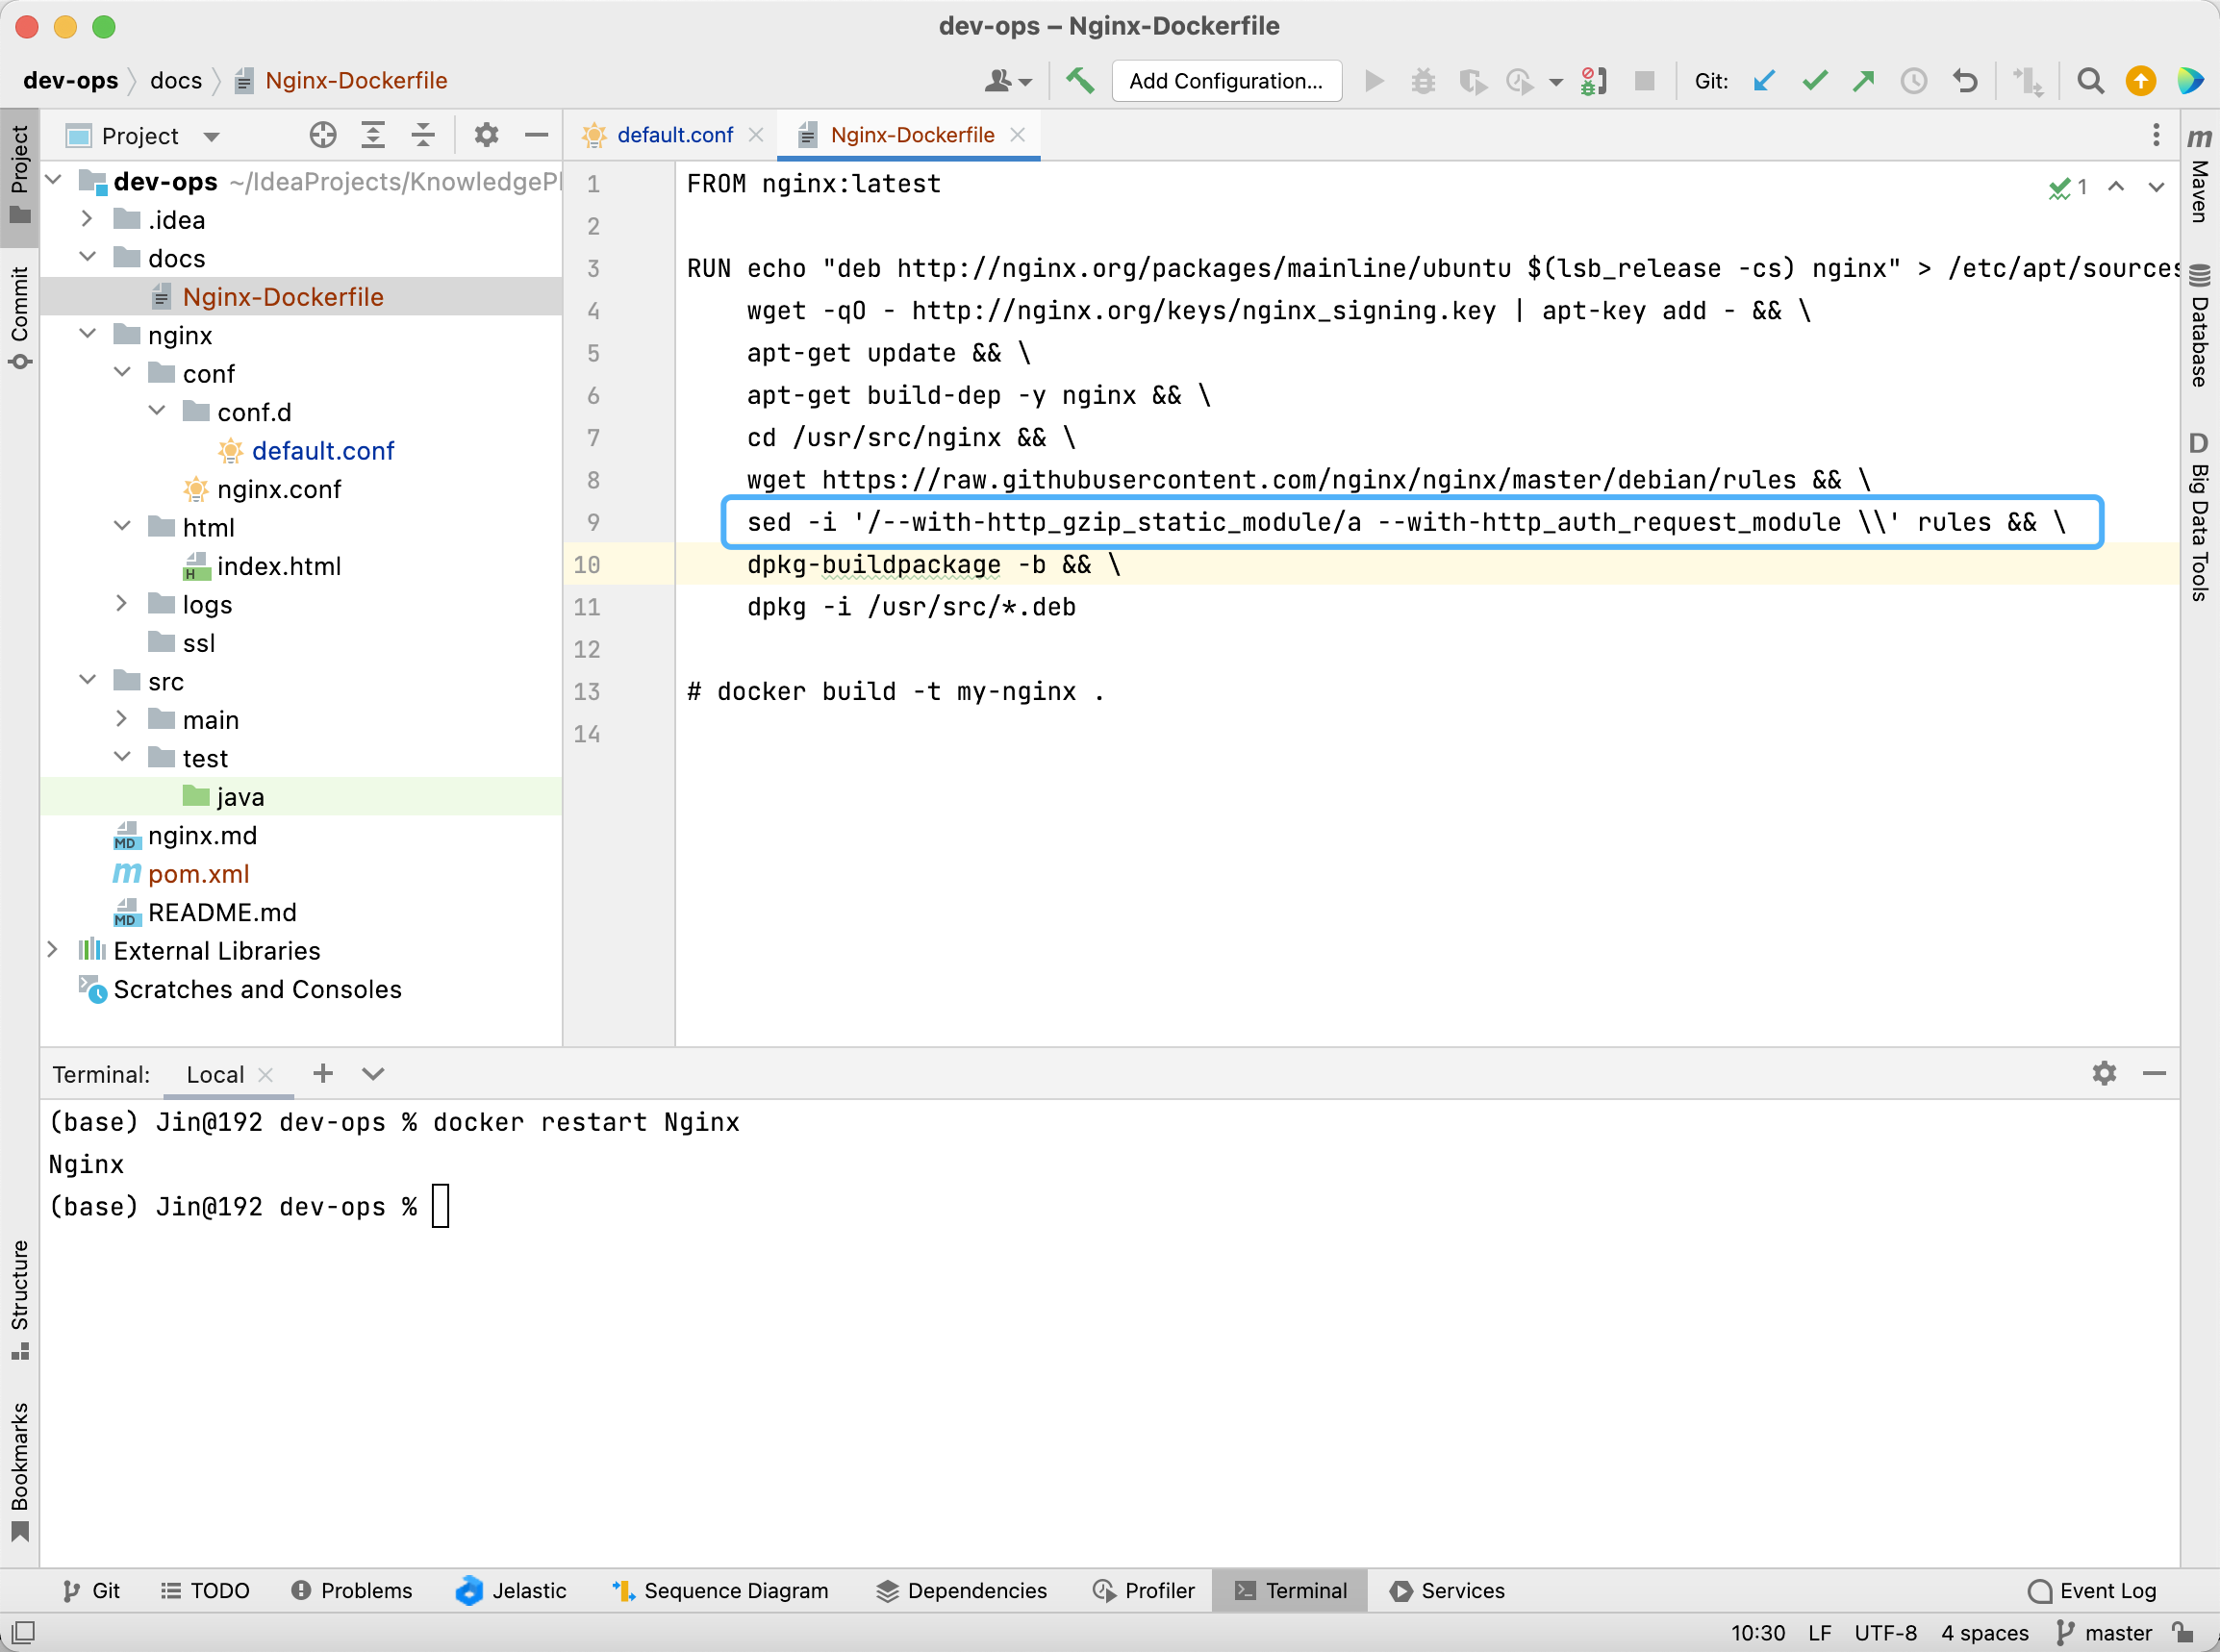 dev-ops – Nginx-Dockerfile
dev-ops docs Nginx-Dockerfile
Add Configuration...
Git:
Project
default.conf
Nginx-Dockerfile
Project
Commit
Structure
Bookmarks
dev-ops ~/IdeaProjects/KnowledgePl
.idea
docs
Nginx-Dockerfile
nginx
conf
conf.d
default.conf
nginx.conf
html
index.html
logs
ssl
src
main
test
java
nginx.md
pom.xml
README.md
External Libraries
Scratches and Consoles
1 FROM nginx:latest
2
3 RUN echo "deb http://nginx.org/packages/mainline/ubuntu $(lsb_release -cs) nginx" > /etc/apt/sources
4 wget -qO - http://nginx.org/keys/nginx_signing.key | apt-key add - && \
5 apt-get update && \
6 apt-get build-dep -y nginx && \
7 cd /usr/src/nginx && \
8 wget https://raw.githubusercontent.com/nginx/nginx/master/debian/rules && \
9 sed -i '/--with-http_gzip_static_module/a --with-http_auth_request_module \\' rules && \
10 dpkg-buildpackage -b && \
11 dpkg -i /usr/src/*.deb
12
13 # docker build -t my-nginx .
14
1
Maven
Database
Big Data Tools
Terminal: Local
(base) Jin@192 dev-ops % docker restart Nginx
Nginx
(base) Jin@192 dev-ops %
Git TODO Problems Jelastic Sequence Diagram Dependencies Profiler Terminal Services Event Log
10:30 LF UTF-8 4 spaces master